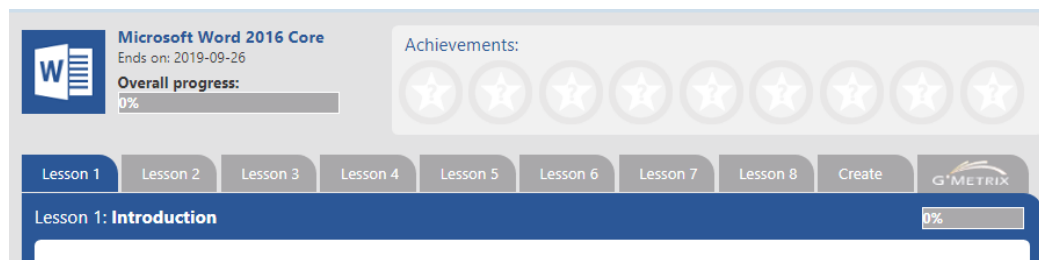 Microsoft Word 2016 Core
Ends on: 2019-09-26
Overall progress:
0%
Achievements:
? ? ? ? ? ? ? ? ?
W
Lesson 1 Lesson 2 Lesson 3 Lesson 4 Lesson 5 Lesson 6 Lesson 7 Lesson 8 Create G*METRIX
Lesson 1: Introduction 0%